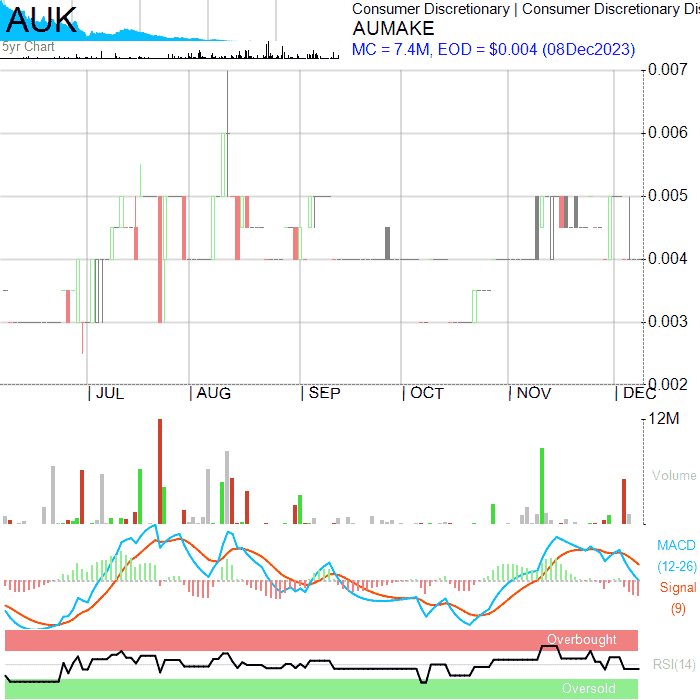 AUK
5yr Chart
Consumer Discretionary | Consumer Discretionary Dis
AUMAKE
MC = 7.4M, EOD = $0.004 (08Dec2023)
0.007
0.006
0.005
0.004
0.003
0.002
JUL
AUG
SEP
OCT
NOV
DEC
12M
Volume
MACD
(12-26)
Signal
(9)
Overbought
RSI(14)
Oversold